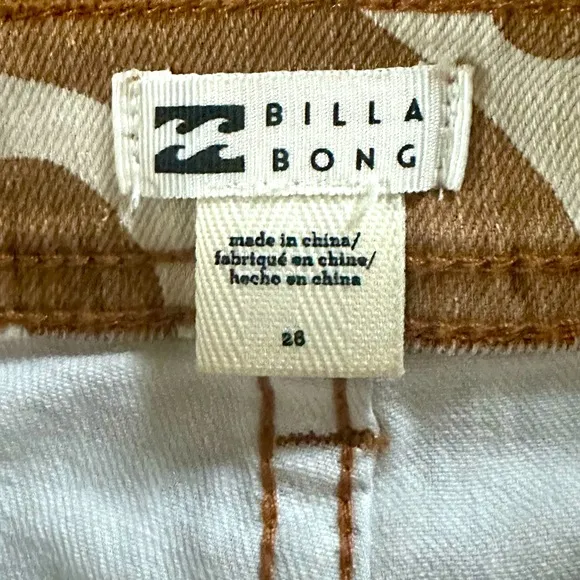 BILLA
BONG
made in china/
fabriqué en chine/
hecho en china
28